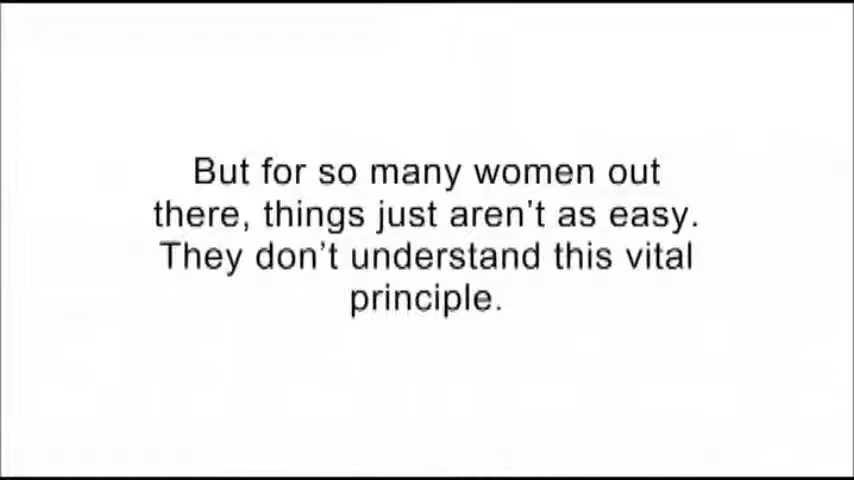 But for so many women out
there, things just aren't as easy.
They don’t understand this vital
principle.